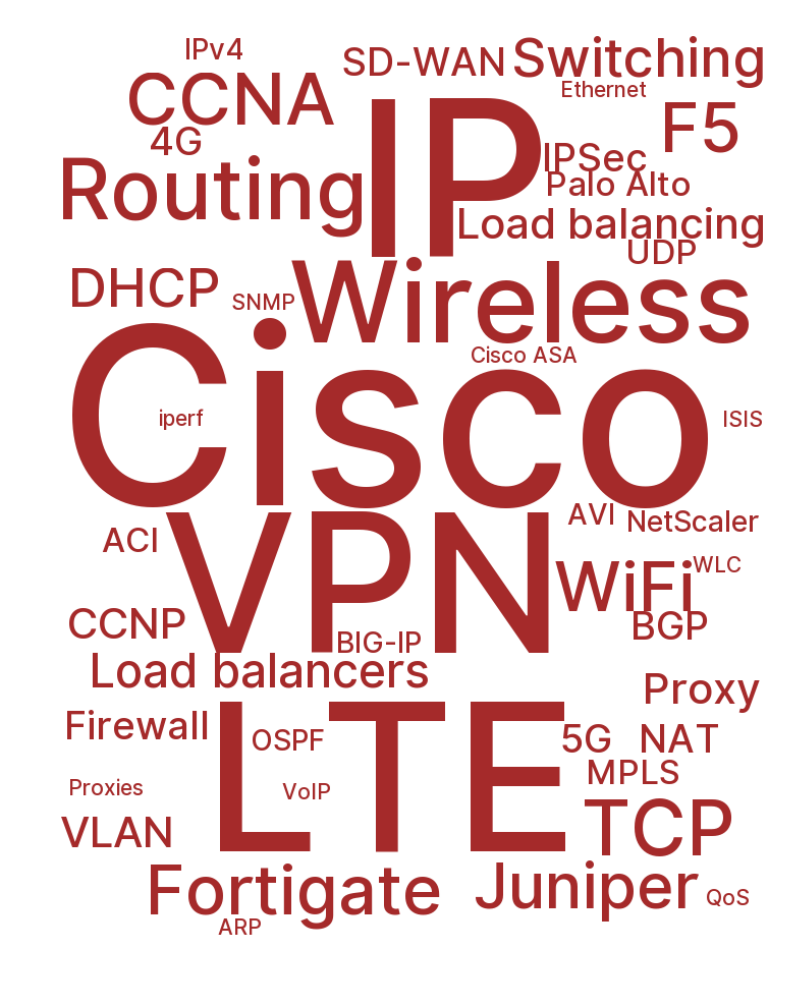 IPv4
SD-WAN
Switching
CCNA
Ethernet
IP
F5
4G
IPSec
Routing
Palo Alto
Load balancing
UDP
DHCP
SNMP
Wireless
Cisco ASA
Cisco
iperf
ISIS
AVI
NetScaler
ACI
VPN
WLC
WiFi
CCNP
BGP
BIG-IP
Load balancers
Proxy
Firewall
OSPF
5G
NAT
LTE
MPLS
Proxies
VoIP
VLAN
TCP
Fortigate
Juniper
QoS
ARP